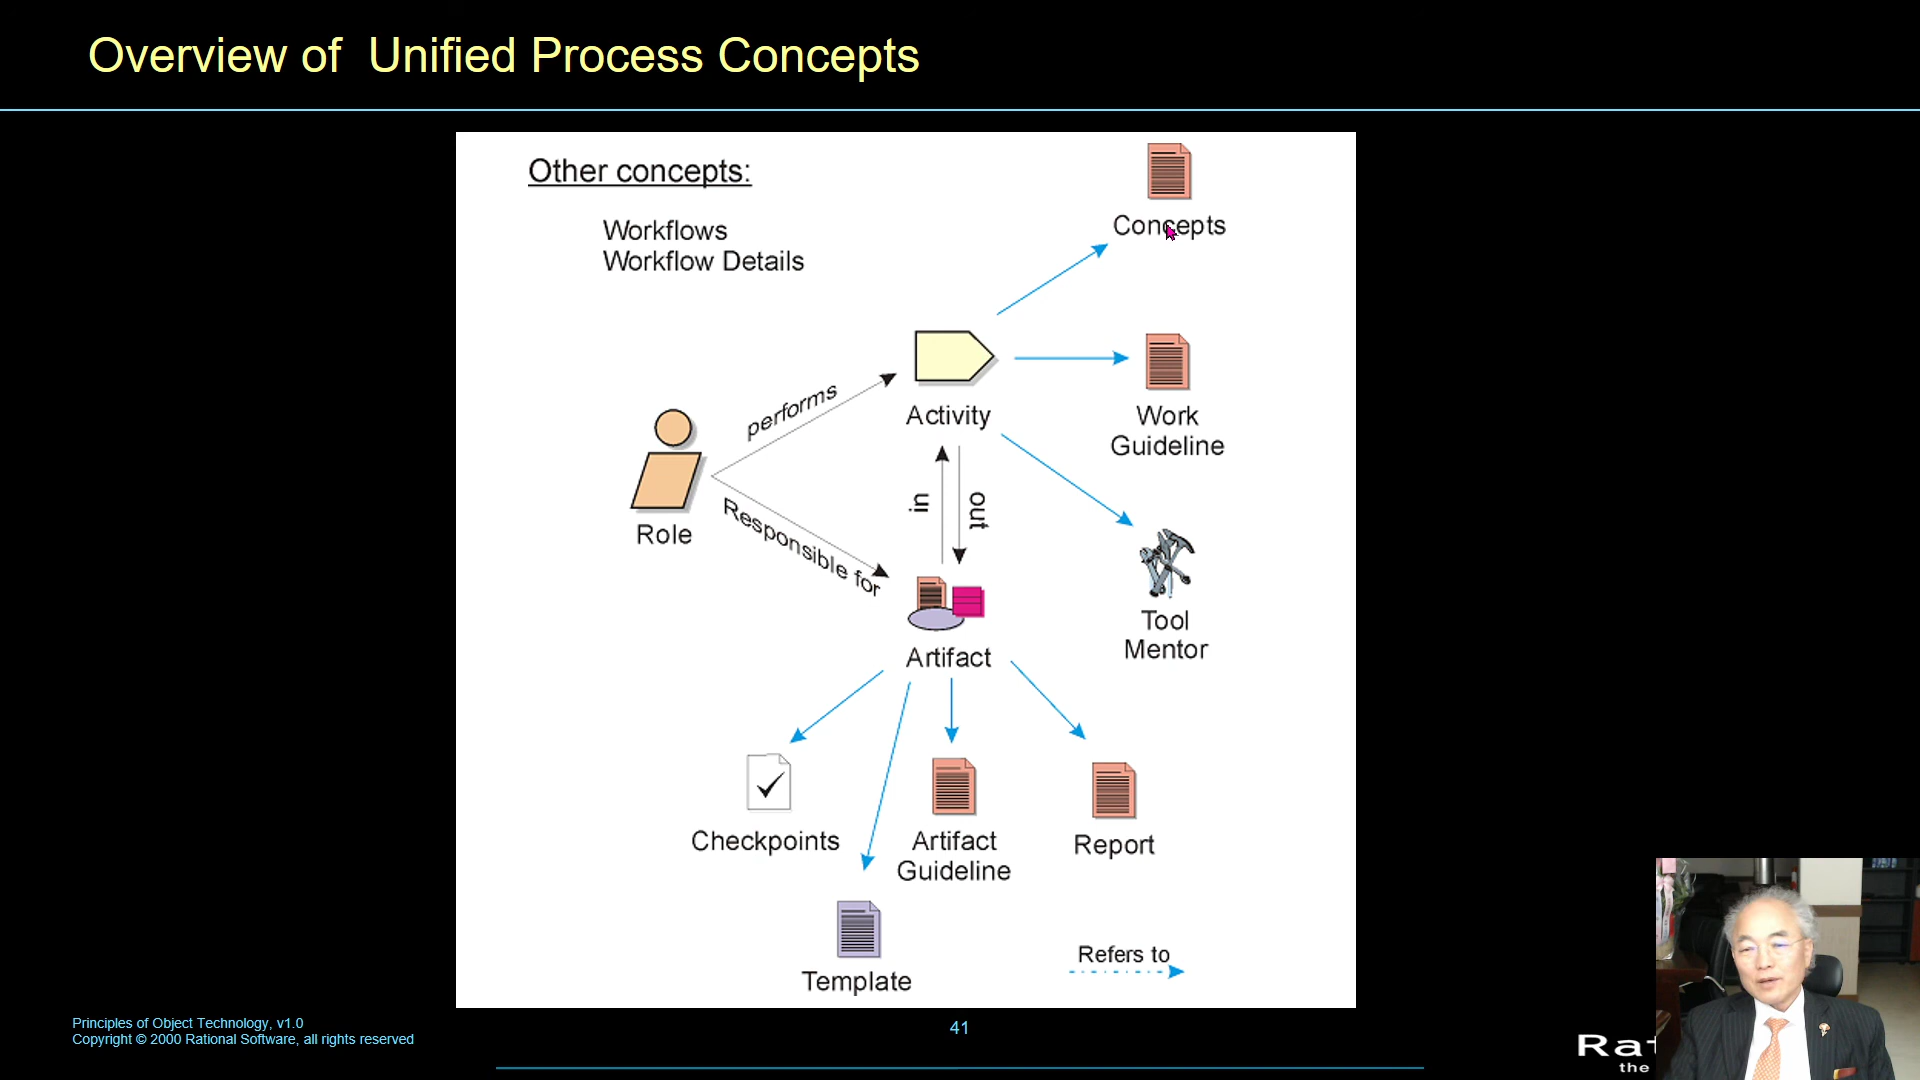 Overview of  Unified Process Concepts
Other concepts:
Workflows
Workflow Details
Concepts
performs
Activity
Work
Guideline
in
out
Role
Responsible for
Tool
Mentor
Artifact
Checkpoints
Artifact
Guideline
Report
Template
Refers to
Principles of Object Technology, v1.0
Copyright © 2000 Rational Software, all rights reserved
41
the